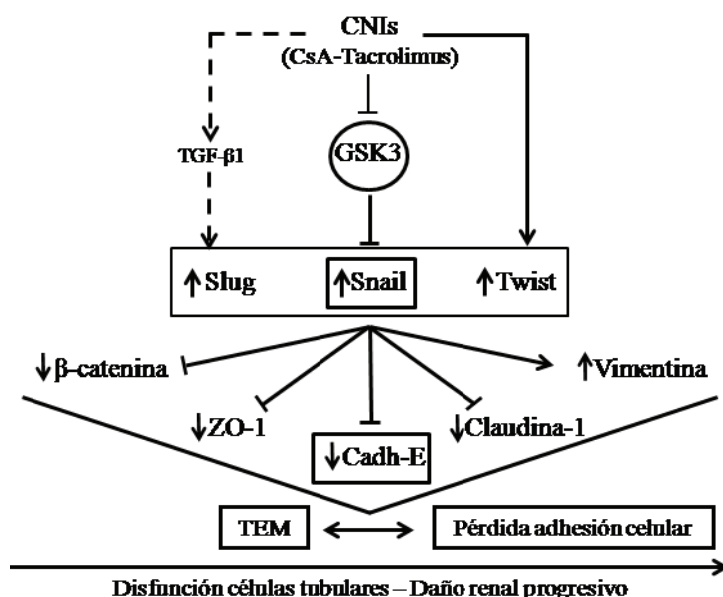 CNIs
(CsA-Tacrolimus)
TGF-β1
GSK3
↑Slug
↑Snail
↑Twist
↓β-catenina
↑Vimentina
↓ZO-1
↓Claudina-1
↓Cadh-E
TEM
Pérdida adhesión celular
Disfunción células tubulares – Daño renal progresivo